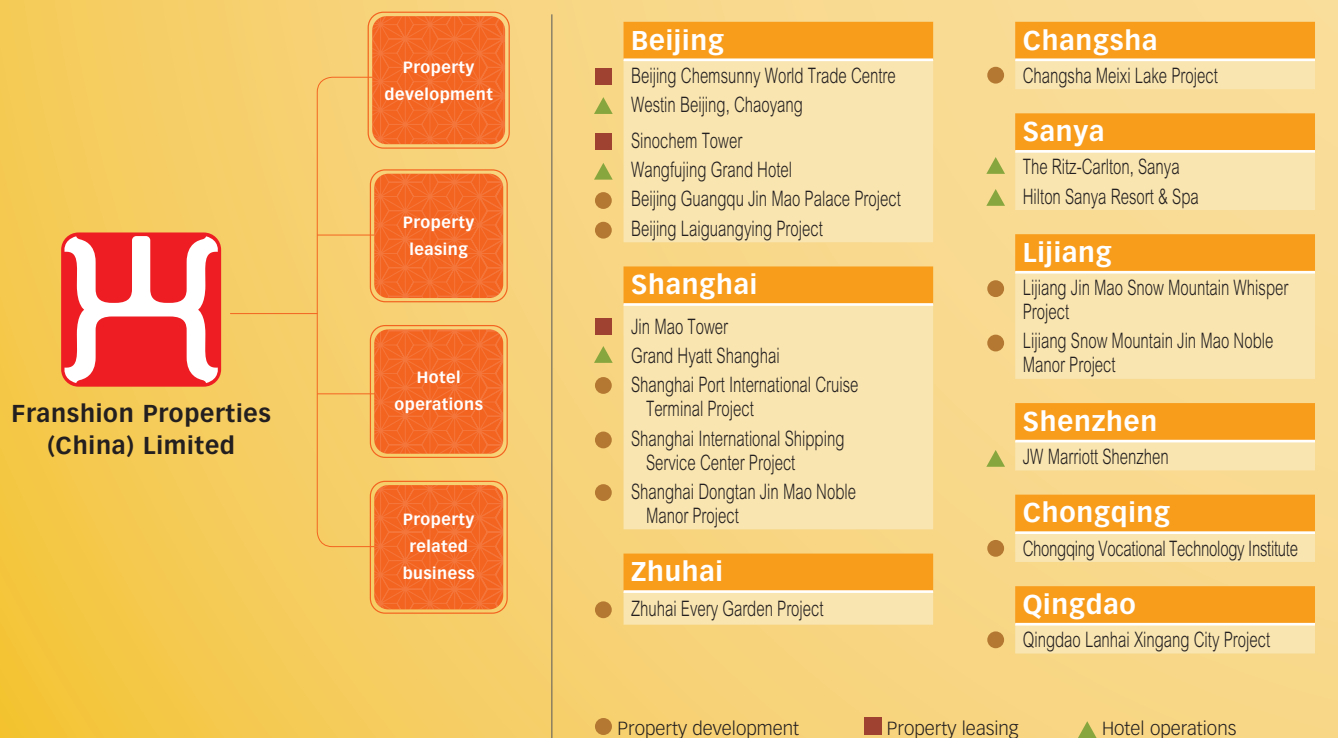 Franshion Properties
(China) Limited
Property
development
Property
leasing
Hotel
operations
Property
related
business
Beijing
Beijing Chemsunny World Trade Centre
Westin Beijing, Chaoyang
Sinochem Tower
Wangfujing Grand Hotel
Beijing Guangqu Jin Mao Palace Project
Beijing Laiguangying Project
Shanghai
Jin Mao Tower
Grand Hyatt Shanghai
Shanghai Port International Cruise
Terminal Project
Shanghai International Shipping
Service Center Project
Shanghai Dongtan Jin Mao Noble
Manor Project
Zhuhai
Zhuhai Every Garden Project
Changsha
Changsha Meixi Lake Project
Sanya
The Ritz-Carlton, Sanya
Hilton Sanya Resort & Spa
Lijiang
Lijiang Jin Mao Snow Mountain Whisper
Project
Lijiang Snow Mountain Jin Mao Noble
Manor Project
Shenzhen
JW Marriott Shenzhen
Chongqing
Chongqing Vocational Technology Institute
Qingdao
Qingdao Lanhai Xingang City Project
Property development
Property leasing
Hotel operations